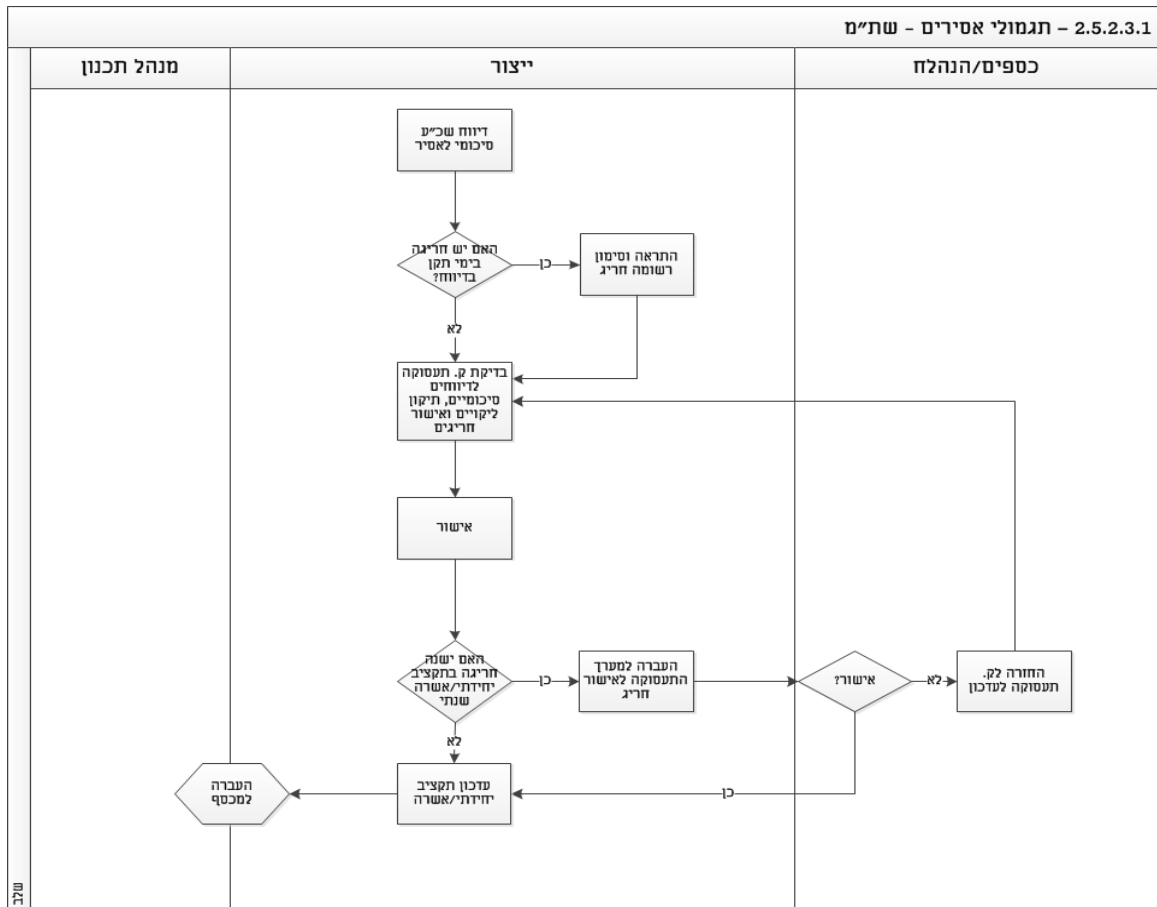 2.5.2.3.1 – תגמולי אסירים - שת״מ
כספים/הנהלה
ייצור
מנהל תכנון
דיווח שכ״ע
סיכומי לאסיר
האם יש חריגה
בימי תקן
בדיווח?
כן
התראה וסימון
רשומה חריג
לא
בדיקת ק. תעסוקה
לדיווחים
סיכומיים, תיקון
ליקויים ואישור
חריגים
אישור
האם ישנה
חריגה בתקציב
יחידתי/אשרה
שנתי
כן
העברה למערך
התעסוקה לאישור
חריג
אישור?
לא
החזרה לק.
תעסוקה לעדכון
לא
כן
עדכון תקציב
יחידתי/אשרה
העברה
למכסף
שלב